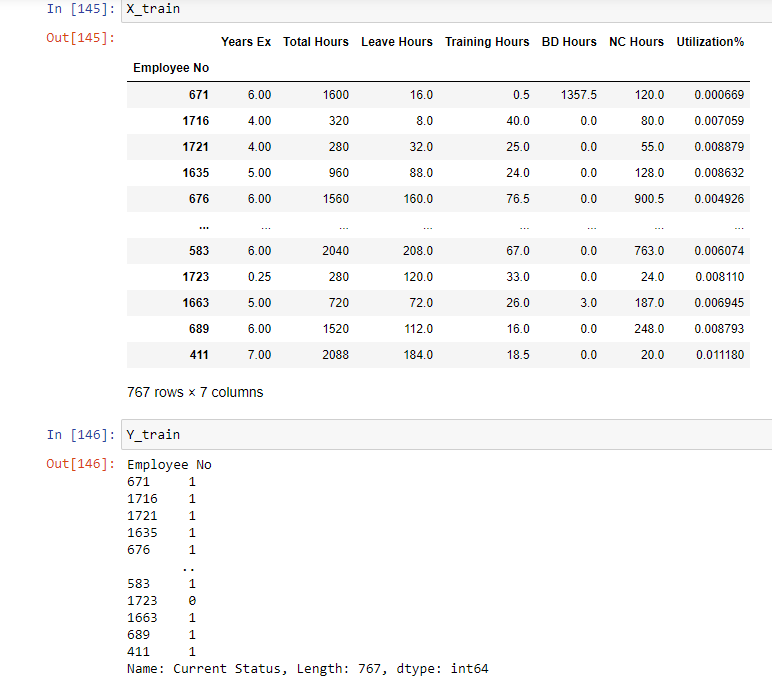 In [145]: X_train
Out[145]:
Years Ex Total Hours Leave Hours Training Hours BD Hours NC Hours Utilization%
Employee No
671 6.00 1600 16.0 0.5 1357.5 120.0 0.000669
1716 4.00 320 8.0 40.0 0.0 80.0 0.007059
1721 4.00 280 32.0 25.0 0.0 55.0 0.008879
1635 5.00 960 88.0 24.0 0.0 128.0 0.008632
676 6.00 1560 160.0 76.5 0.0 900.5 0.004926
... ... ... ... ... ... ... ...
583 6.00 2040 208.0 67.0 0.0 763.0 0.006074
1723 0.25 280 120.0 33.0 0.0 24.0 0.008110
1663 5.00 720 72.0 26.0 3.0 187.0 0.006945
689 6.00 1520 112.0 16.0 0.0 248.0 0.008793
411 7.00 2088 184.0 18.5 0.0 20.0 0.011180
767 rows × 7 columns
In [146]: Y_train
Out[146]: Employee No
671 1
1716 1
1721 1
1635 1
676 1
..
583 1
1723 0
1663 1
689 1
411 1
Name: Current Status, Length: 767, dtype: int64